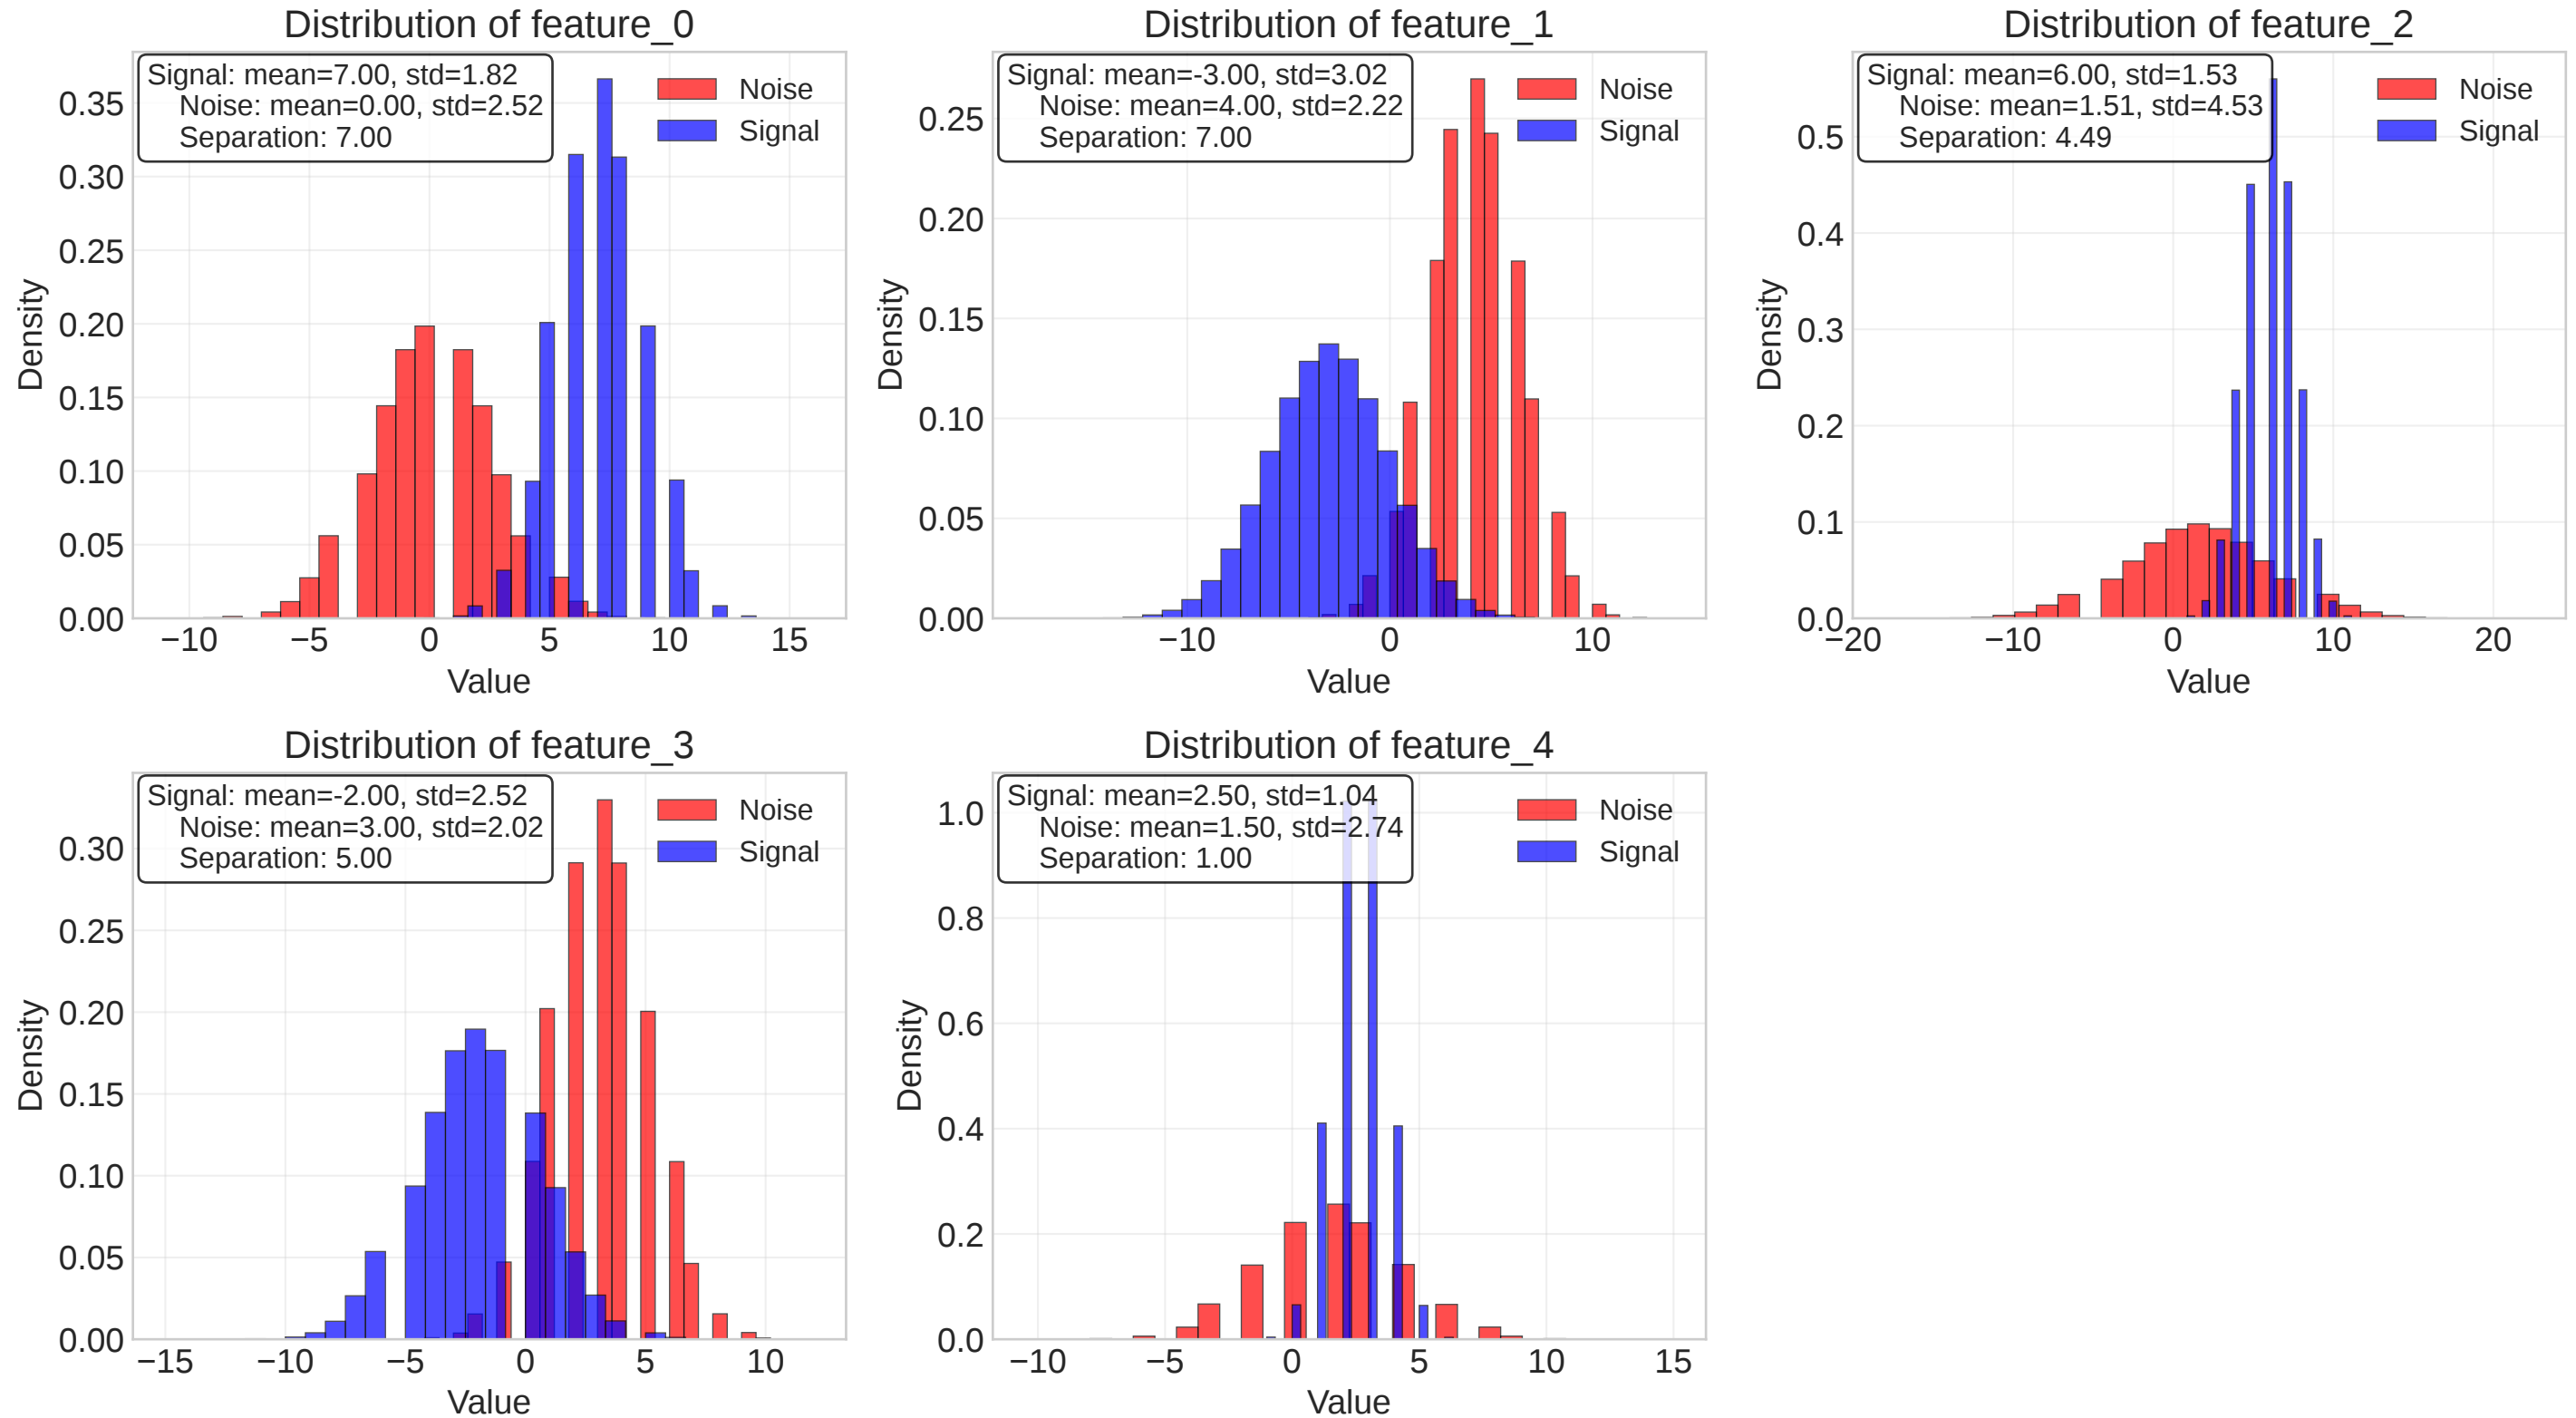 Distribution of feature_0
Signal: mean=7.00, std=1.82
Noise: mean=0.00, std=2.52
Separation: 7.00
Noise
Signal
Density
0.35
0.30
0.25
0.20
0.15
0.10
0.05
0.00
−10 −5 0 5 10 15
Value
Distribution of feature_1
Signal: mean=-3.00, std=3.02
Noise: mean=4.00, std=2.22
Separation: 7.00
Noise
Signal
Density
0.25
0.20
0.15
0.10
0.05
0.00
−10 0 10
Value
Distribution of feature_2
Signal: mean=6.00, std=1.53
Noise: mean=1.51, std=4.53
Separation: 4.49
Noise
Signal
Density
0.5
0.4
0.3
0.2
0.1
0.0
−20 −10 0 10 20
Value
Distribution of feature_3
Signal: mean=-2.00, std=2.52
Noise: mean=3.00, std=2.02
Separation: 5.00
Noise
Signal
Density
0.30
0.25
0.20
0.15
0.10
0.05
0.00
−15 −10 −5 0 5 10
Value
Distribution of feature_4
Signal: mean=2.50, std=1.04
Noise: mean=1.50, std=2.74
Separation: 1.00
Noise
Signal
Density
1.0
0.8
0.6
0.4
0.2
0.0
−10 −5 0 5 10 15
Value